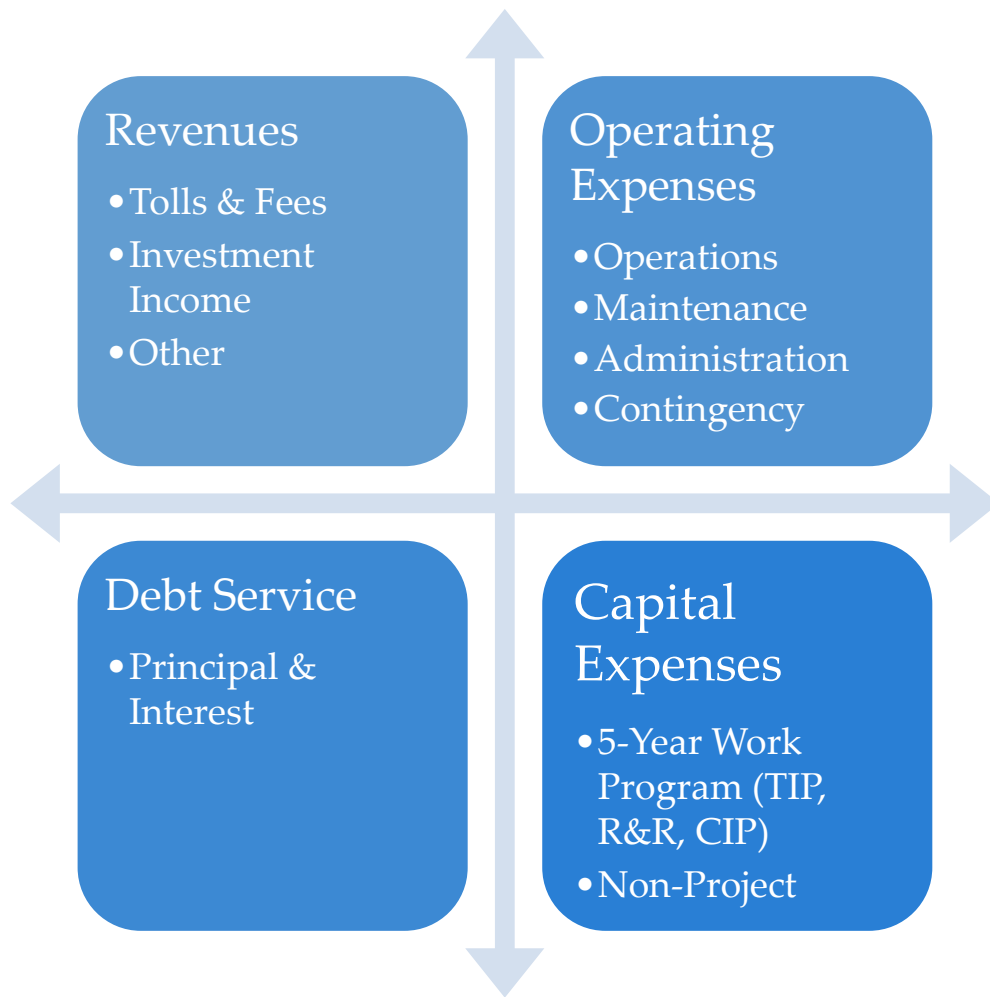 Revenues
•Tolls & Fees
•Investment
Income
•Other
Operating
Expenses
•Operations
•Maintenance
•Administration
•Contingency
Debt Service
•Principal &
Interest
Capital
Expenses
•5-Year Work
Program (TIP,
R&R, CIP)
•Non-Project